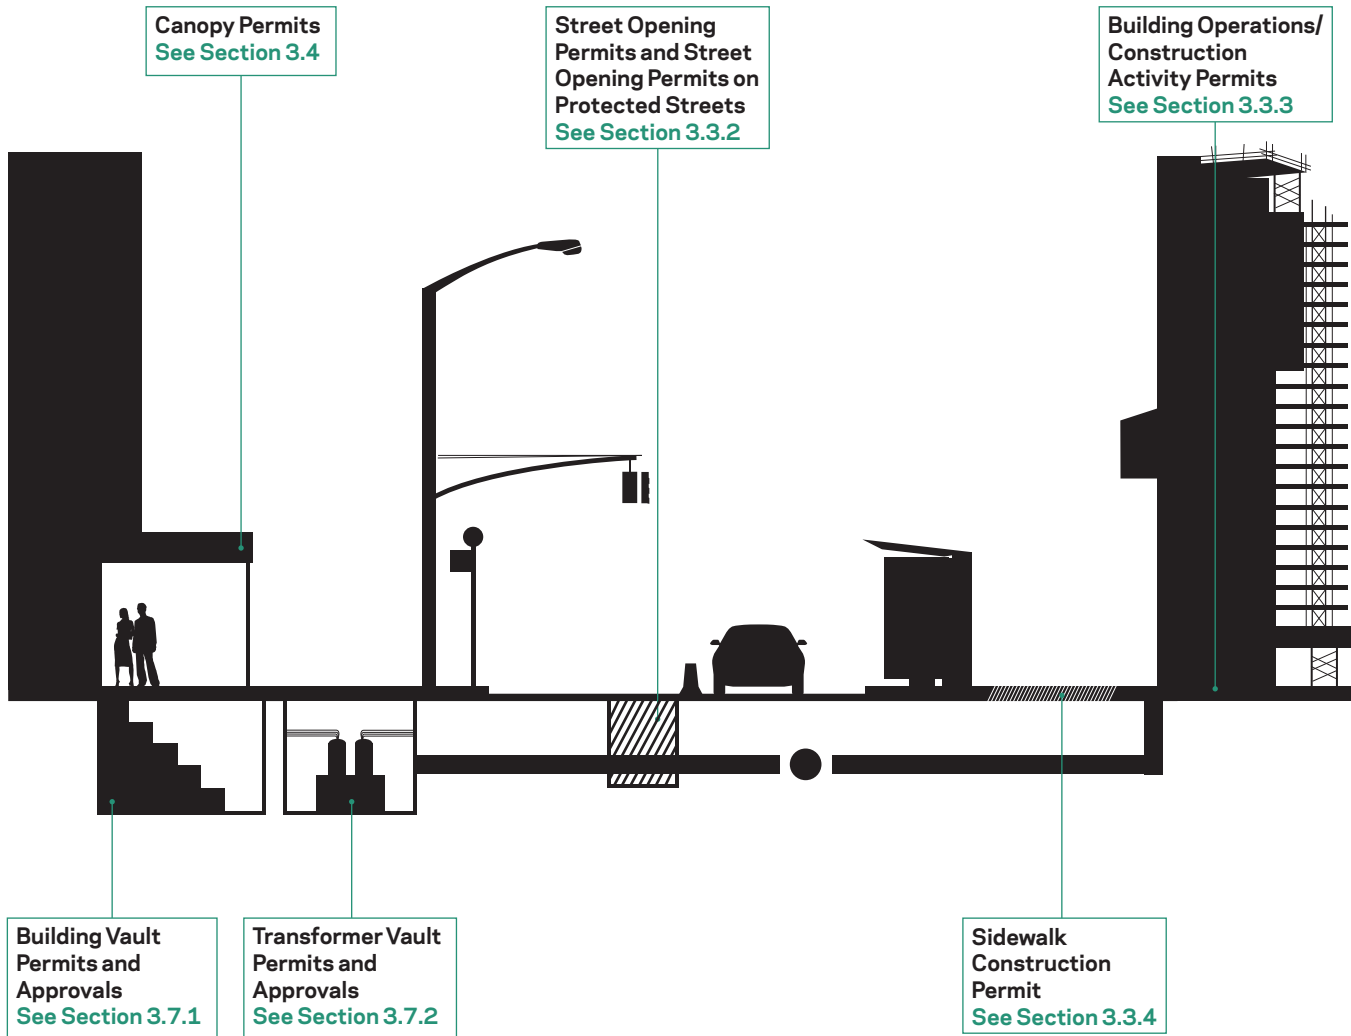 Canopy Permits
See Section 3.4
Street Opening
Permits and Street
Opening Permits on
Protected Streets
See Section 3.3.2
Building Operations/
Construction
Activity Permits
See Section 3.3.3
Building Vault
Permits and
Approvals
See Section 3.7.1
Transformer Vault
Permits and
Approvals
See Section 3.7.2
Sidewalk
Construction
Permit
See Section 3.3.4